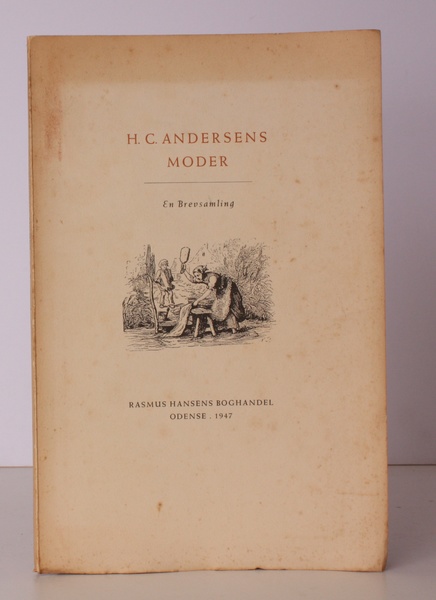 H. C. ANDERSENS
MODER
En Brevsamling
RASMUS HANSENS BOGHANDEL
ODENSE . 1947